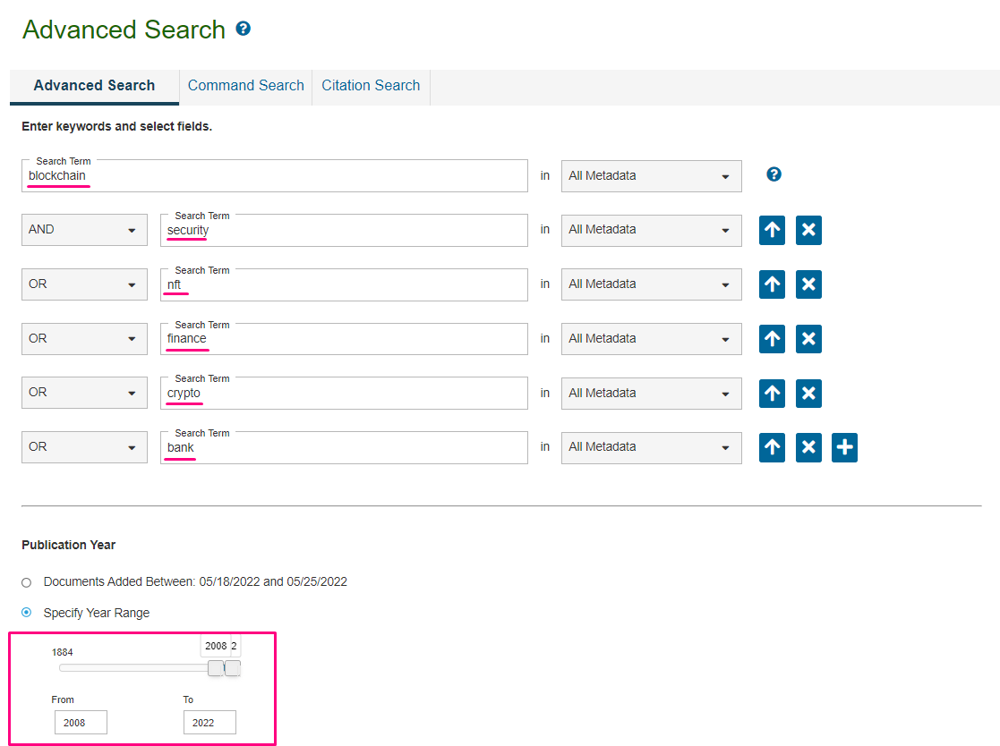 Advanced Search ?
Advanced Search Command Search Citation Search
Enter keywords and select fields.
Search Term
blockchain in All Metadata ?
Search Term
AND security in All Metadata
Search Term
OR nft in All Metadata
Search Term
OR finance in All Metadata
Search Term
OR crypto in All Metadata
Search Term
OR bank in All Metadata
Publication Year
Documents Added Between: 05/18/2022 and 05/25/2022
Specify Year Range
2008 2
1884
From To
2008 2022